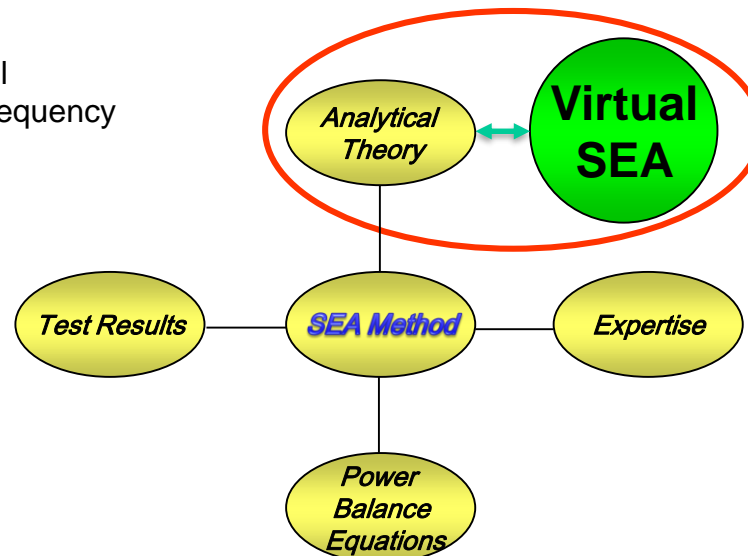 equency
Analytical
Theory
Virtual
SEA
Test Results
SEA Method
Expertise
Power
Balance
Equations